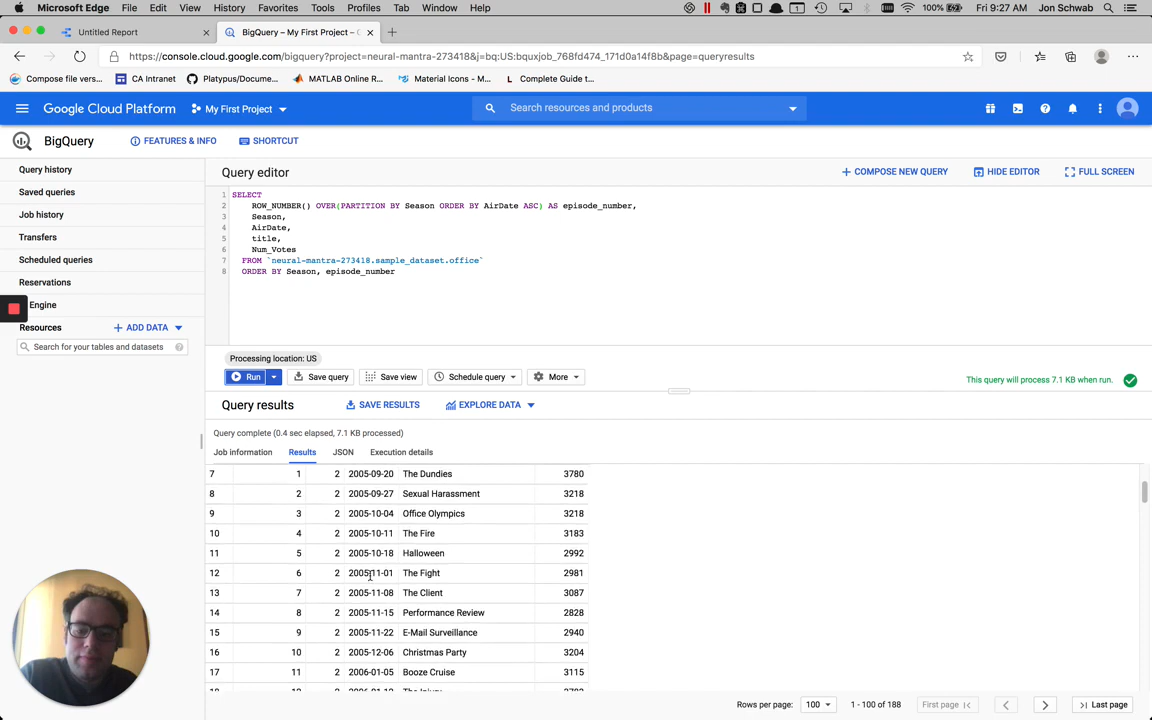 Microsoft Edge File Edit View History Favorites Tools Profiles Tab Window Help 100% Fri 9:27 AM Jon Schwab
Untitled Report × BigQuery – My First Project – × +
https://console.cloud.google.com/bigquery?project=neural-mantra-273418&j=bq:US:bquxjob_768fd474_171d0a14f8b&page=queryresults
Compose file vers... CA Intranet Platypus/Docume... MATLAB Online R... Material Icons - M... L Complete Guide t...
Google Cloud Platform My First Project Search resources and products
BigQuery FEATURES & INFO SHORTCUT
Query history
Saved queries
Job history
Transfers
Scheduled queries
Reservations
Engine
Resources + ADD DATA
Search for your tables and datasets
Query editor + COMPOSE NEW QUERY HIDE EDITOR FULL SCREEN
1 SELECT
2 ROW_NUMBER() OVER(PARTITION BY Season ORDER BY AirDate ASC) AS episode_number,
3 Season,
4 AirDate,
5 title,
6 Num_Votes
7 FROM `neural-mantra-273418.sample_dataset.office`
8 ORDER BY Season, episode_number
Processing location: US
Run Save query Save view Schedule query More This query will process 7.1 KB when run.
Query results SAVE RESULTS EXPLORE DATA
Query complete (0.4 sec elapsed, 7.1 KB processed)
Job information Results JSON Execution details
7 1 2 2005-09-20 The Dundies 3780
8 2 2 2005-09-27 Sexual Harassment 3218
9 3 2 2005-10-04 Office Olympics 3218
10 4 2 2005-10-11 The Fire 3183
11 5 2 2005-10-18 Halloween 2992
12 6 2 2005-11-01 The Fight 2981
13 7 2 2005-11-08 The Client 3087
14 8 2 2005-11-15 Performance Review 2828
15 9 2 2005-11-22 E-Mail Surveillance 2940
16 10 2 2005-12-06 Christmas Party 3204
17 11 2 2006-01-05 Booze Cruise 3115
Rows per page: 100 1 - 100 of 188 First page Last page